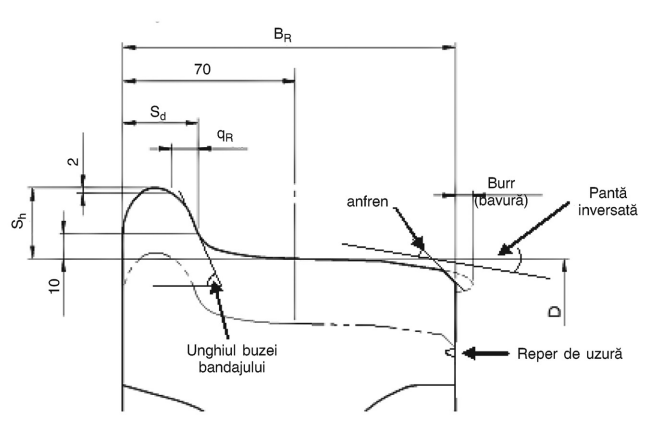 B_R
70
S_d
q_R
2
S_h
10
anfren
Burr
(bavură)
Pantă
inversată
D
Unghiul buzei
bandajului
Reper de uzură